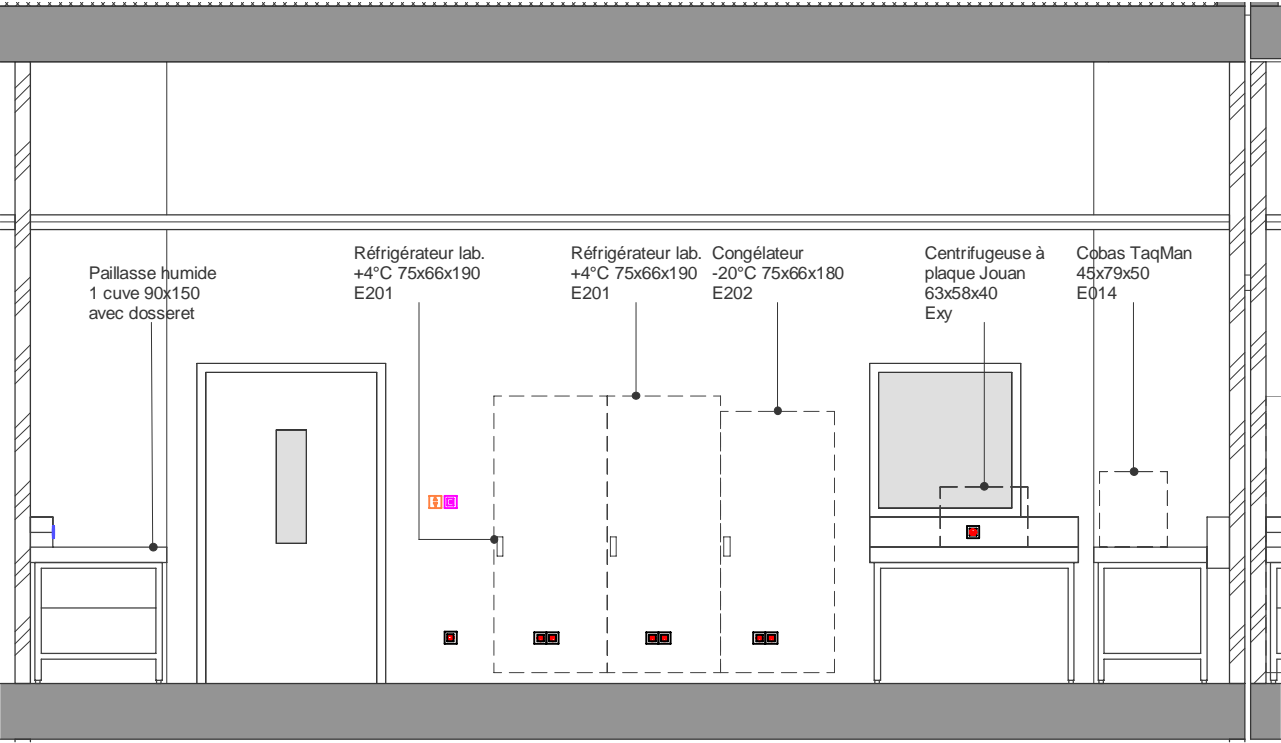 Paillasse humide
1 cuve 90x150
avec dosseret
Réfrigérateur lab.
+4°C 75x66x190
E201
Réfrigérateur lab.
+4°C 75x66x190
E201
Congélateur
-20°C 75x66x180
E202
Centrifugeuse à
plaque Jouan
63x58x40
Exy
Cobas TaqMan
45x79x50
E014